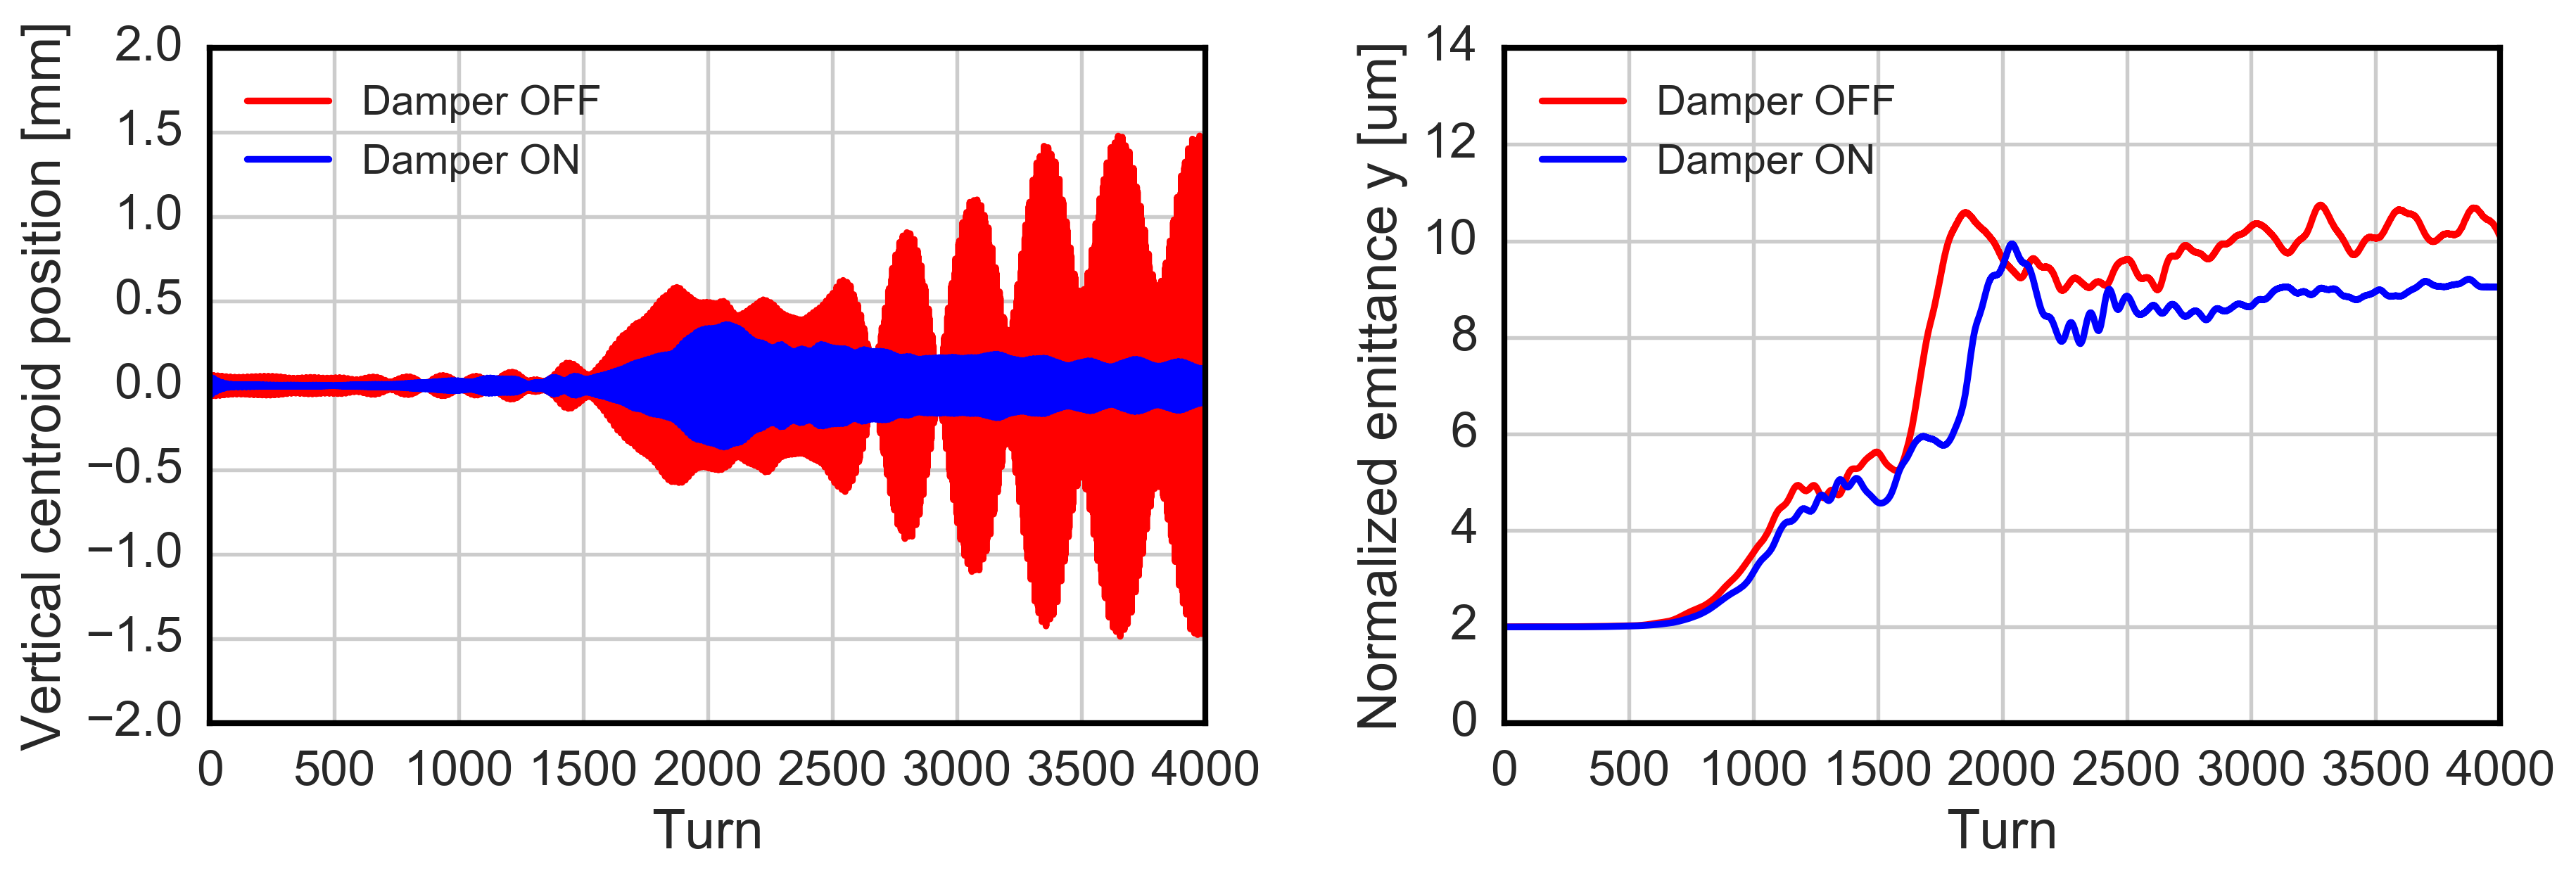 Vertical centroid position [mm]
2.0
1.5
1.0
0.5
0.0
−0.5
−1.0
−1.5
−2.0
Damper OFF
Damper ON
0 500 1000 1500 2000 2500 3000 3500 4000
Turn
Normalized emittance y [um]
14
12
10
8
6
4
2
0
Damper OFF
Damper ON
0 500 1000 1500 2000 2500 3000 3500 4000
Turn